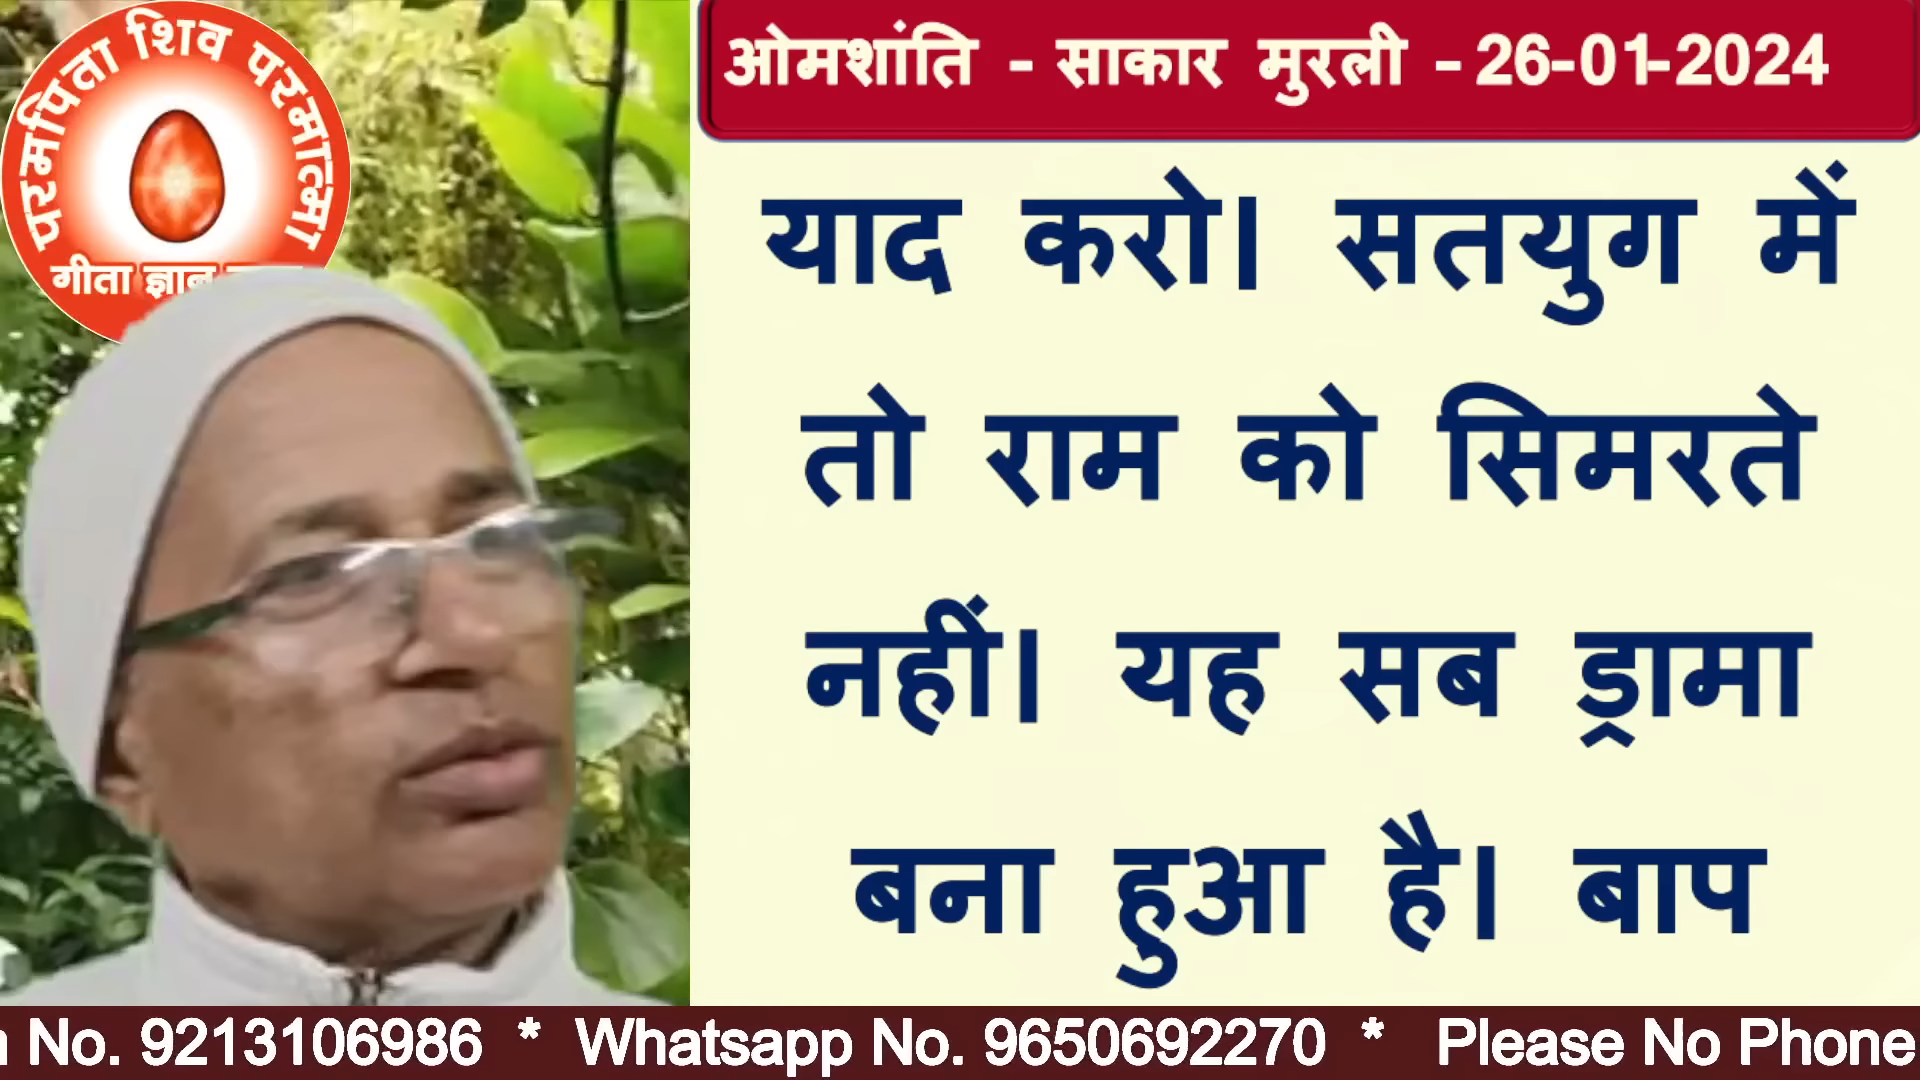 परमपिता शिव परमात्मा
गीता ज्ञान
ओमशांति - साकार मुरली - 26-01-2024
याद करो। सतयुग में
तो राम को सिमरते
नहीं। यह सब ड्रामा
बना हुआ है। बाप
No. 9213106986 * Whatsapp No. 9650692270 * Please No Phone